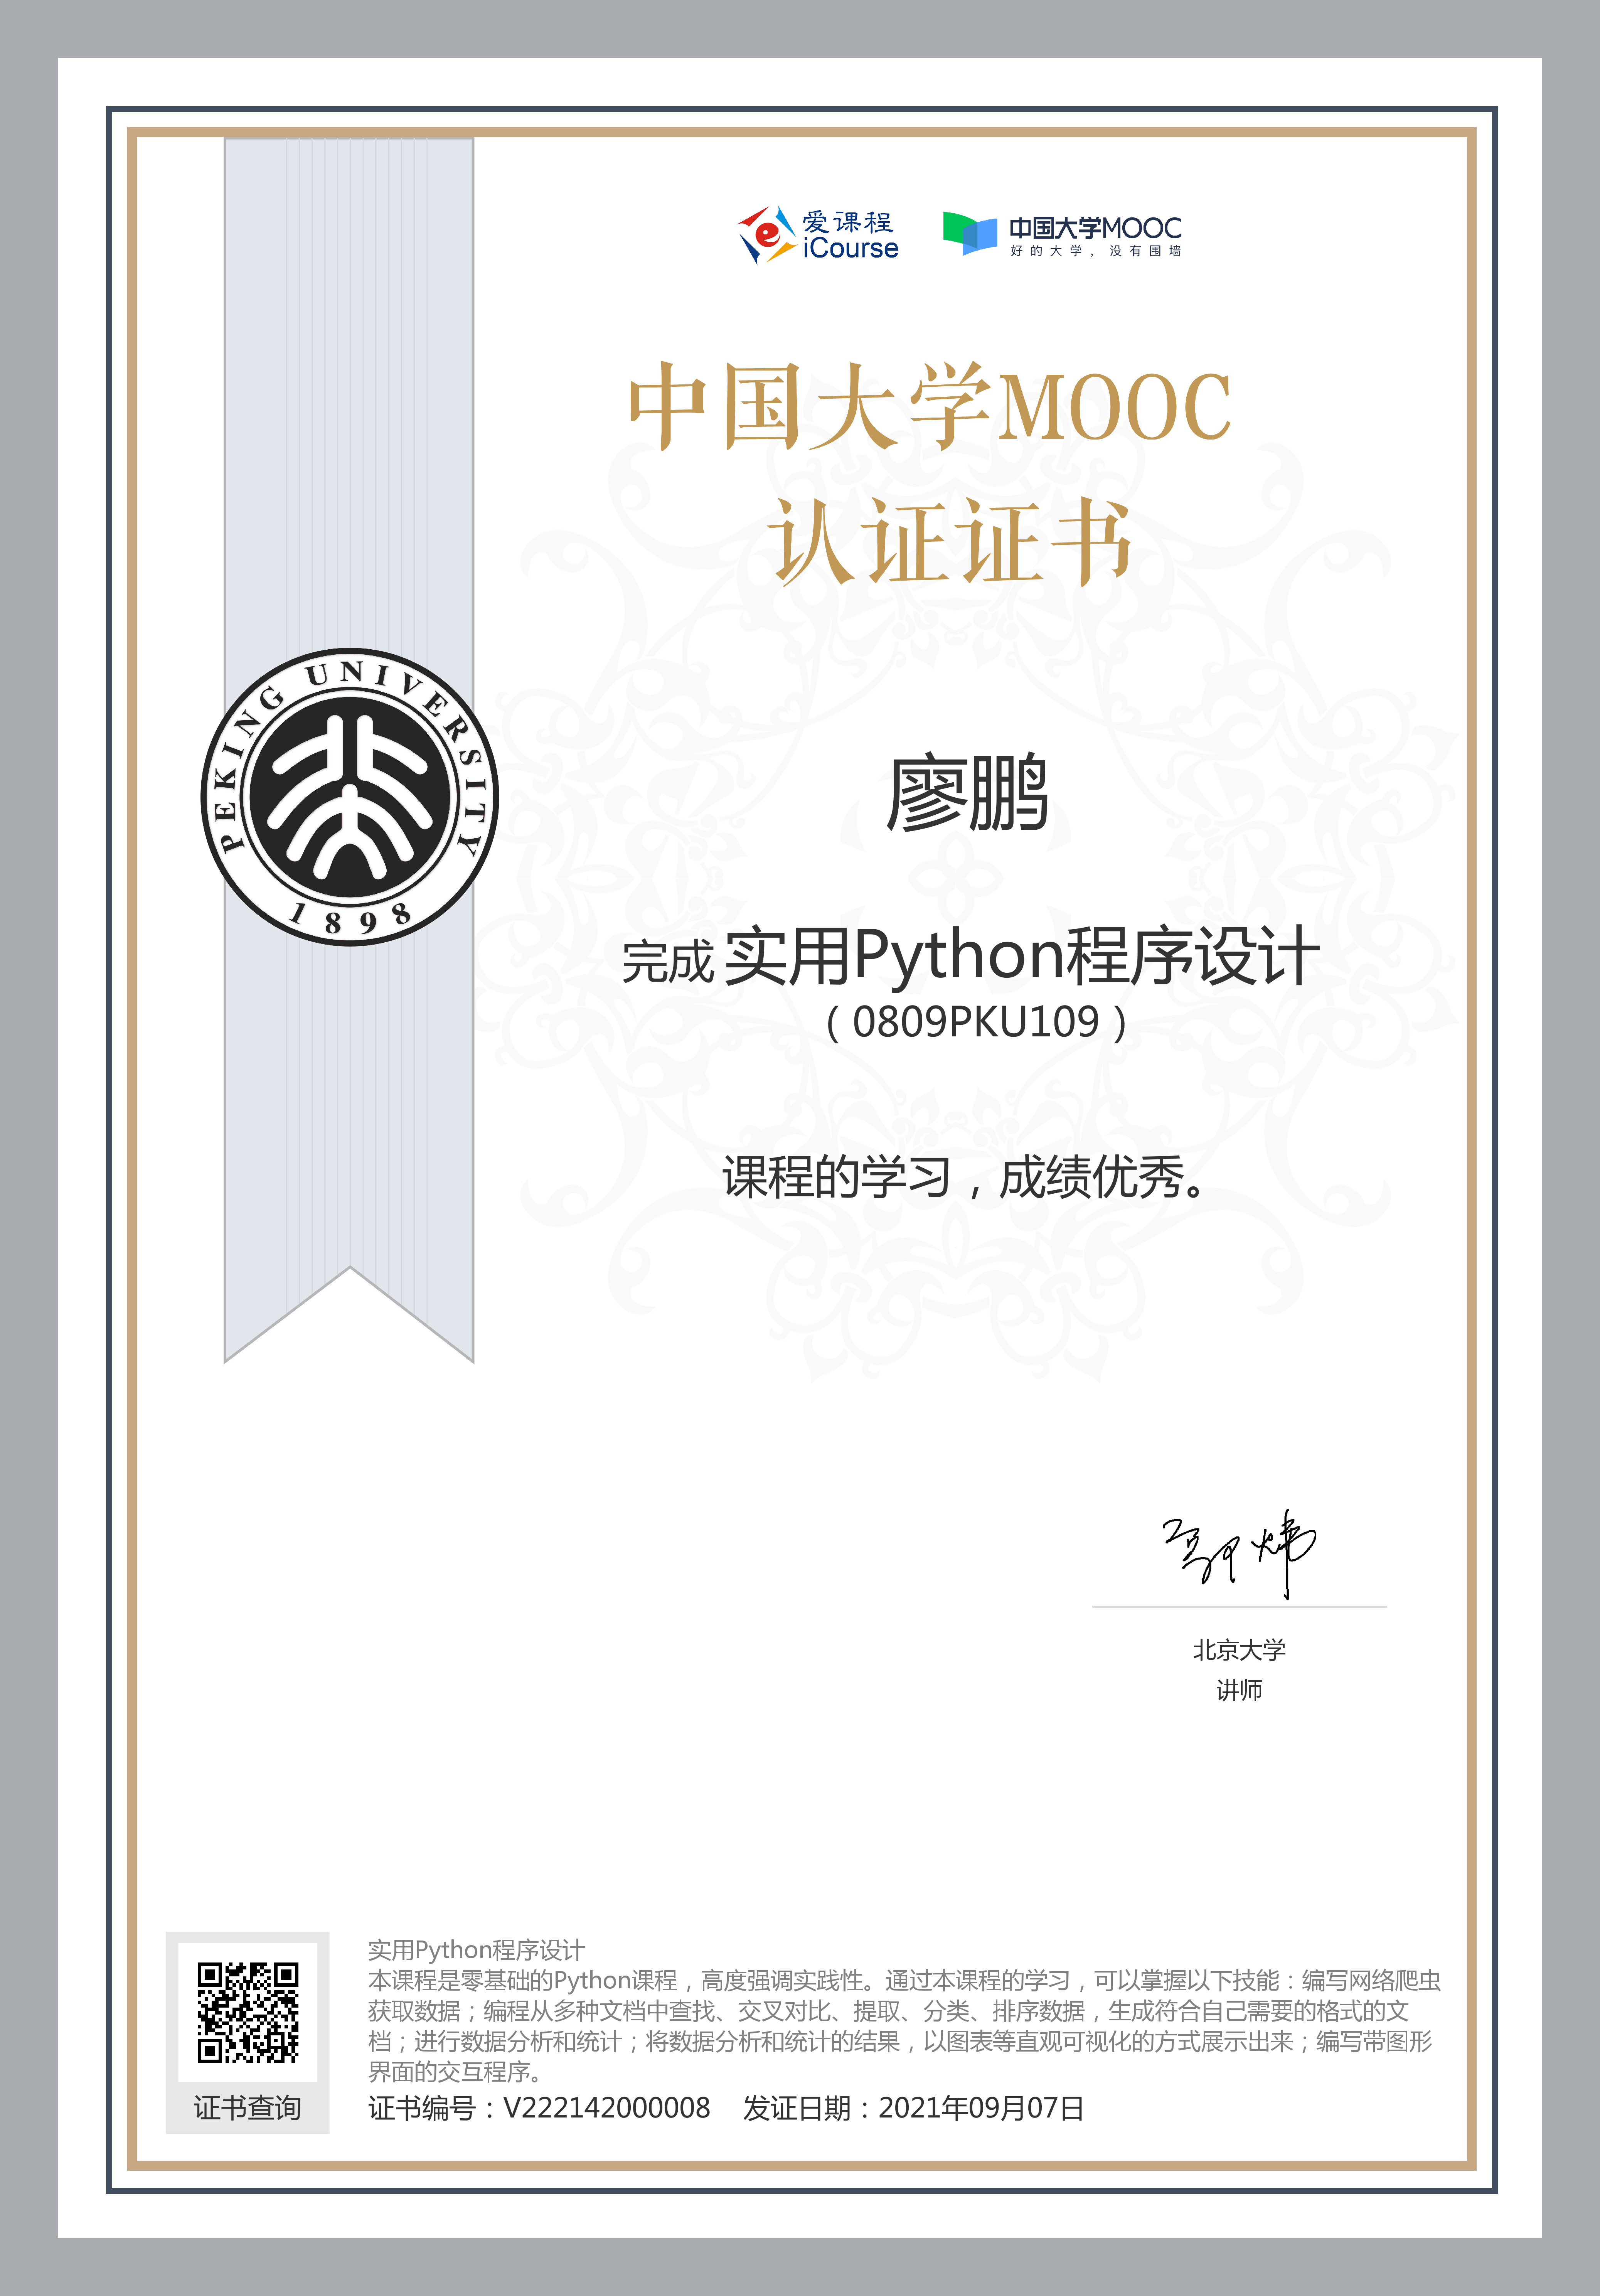 爱课程
iCourse
中国大学MOOC
好的大学，没有围墙
中国大学MOOC
认证证书
PEKING UNIVERSITY
1898
廖鹏
完成 实用Python程序设计
（0809PKU109）
课程的学习，成绩优秀。
郭炜
北京大学
讲师
实用Python程序设计
本课程是零基础的Python课程，高度强调实践性。通过本课程的学习，可以掌握以下技能：编写网络爬虫
获取数据；编程从多种文档中查找、交叉对比、提取、分类、排序数据，生成符合自己需要的格式的文
档；进行数据分析和统计；将数据分析和统计的结果，以图表等直观可视化的方式展示出来；编写带图形
界面的交互程序。
证书查询
证书编号：V222142000008 发证日期：2021年09月07日